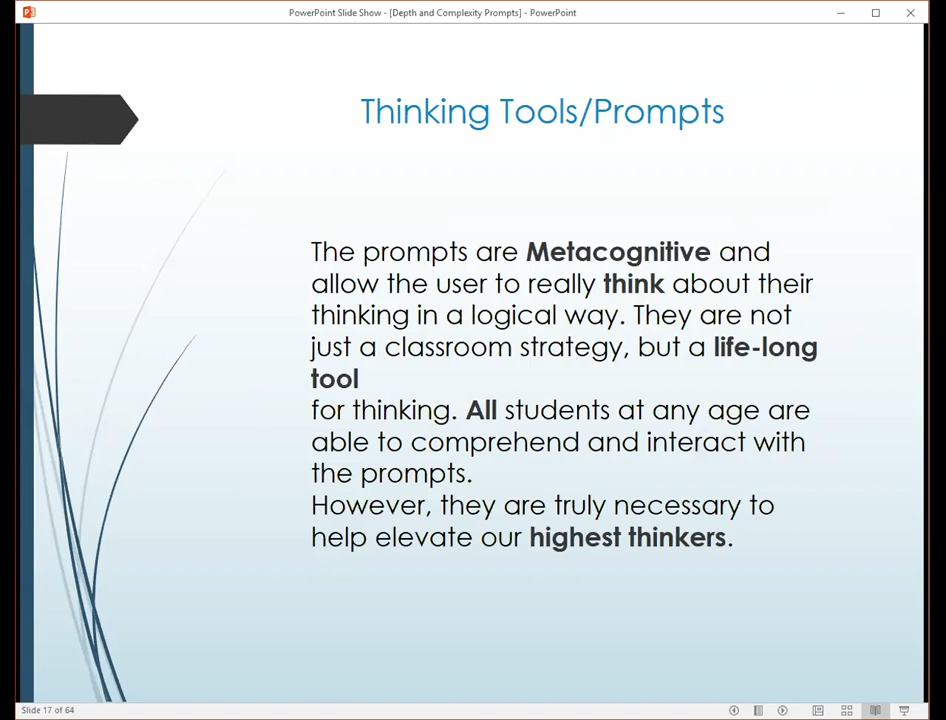 PowerPoint Slide Show - [Depth and Complexity Prompts] - PowerPoint
Thinking Tools/Prompts
The prompts are Metacognitive and
allow the user to really think about their
thinking in a logical way. They are not
just a classroom strategy, but a life-long
tool
for thinking. All students at any age are
able to comprehend and interact with
the prompts.
However, they are truly necessary to
help elevate our highest thinkers.
Slide 17 of 64